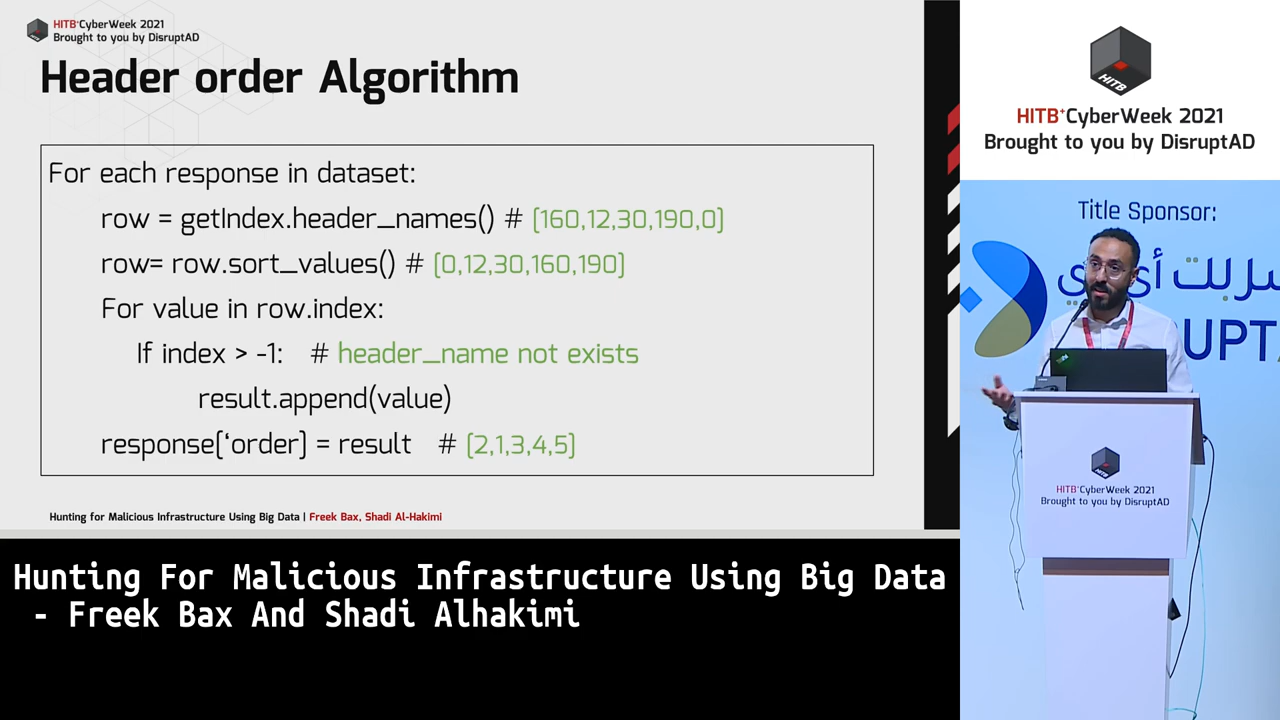 HITB+CyberWeek 2021
Brought to you by DisruptAD
Header order Algorithm
For each response in dataset:
row = getIndex.header_names() # [160,12,30,190,0]
row= row.sort_values() # [0,12,30,160,190]
For value in row.index:
If index > -1: # header_name not exists
result.append(value)
response[‘order] = result # [2,1,3,4,5]
Hunting for Malicious Infrastructure Using Big Data | Freek Bax, Shadi Al-Hakimi
Hunting For Malicious Infrastructure Using Big Data
- Freek Bax And Shadi Alhakimi
HITB
HITB+CyberWeek 2021
Brought to you by DisruptAD
Title Sponsor:
HITB
HITB+CyberWeek 2021
Brought to you by DisruptAD